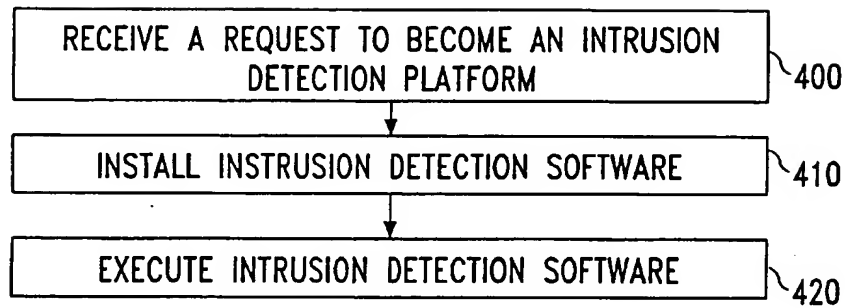 RECEIVE A REQUEST TO BECOME AN INTRUSION
DETECTION PLATFORM
400
INSTALL INSTRUSION DETECTION SOFTWARE
410
EXECUTE INTRUSION DETECTION SOFTWARE
420